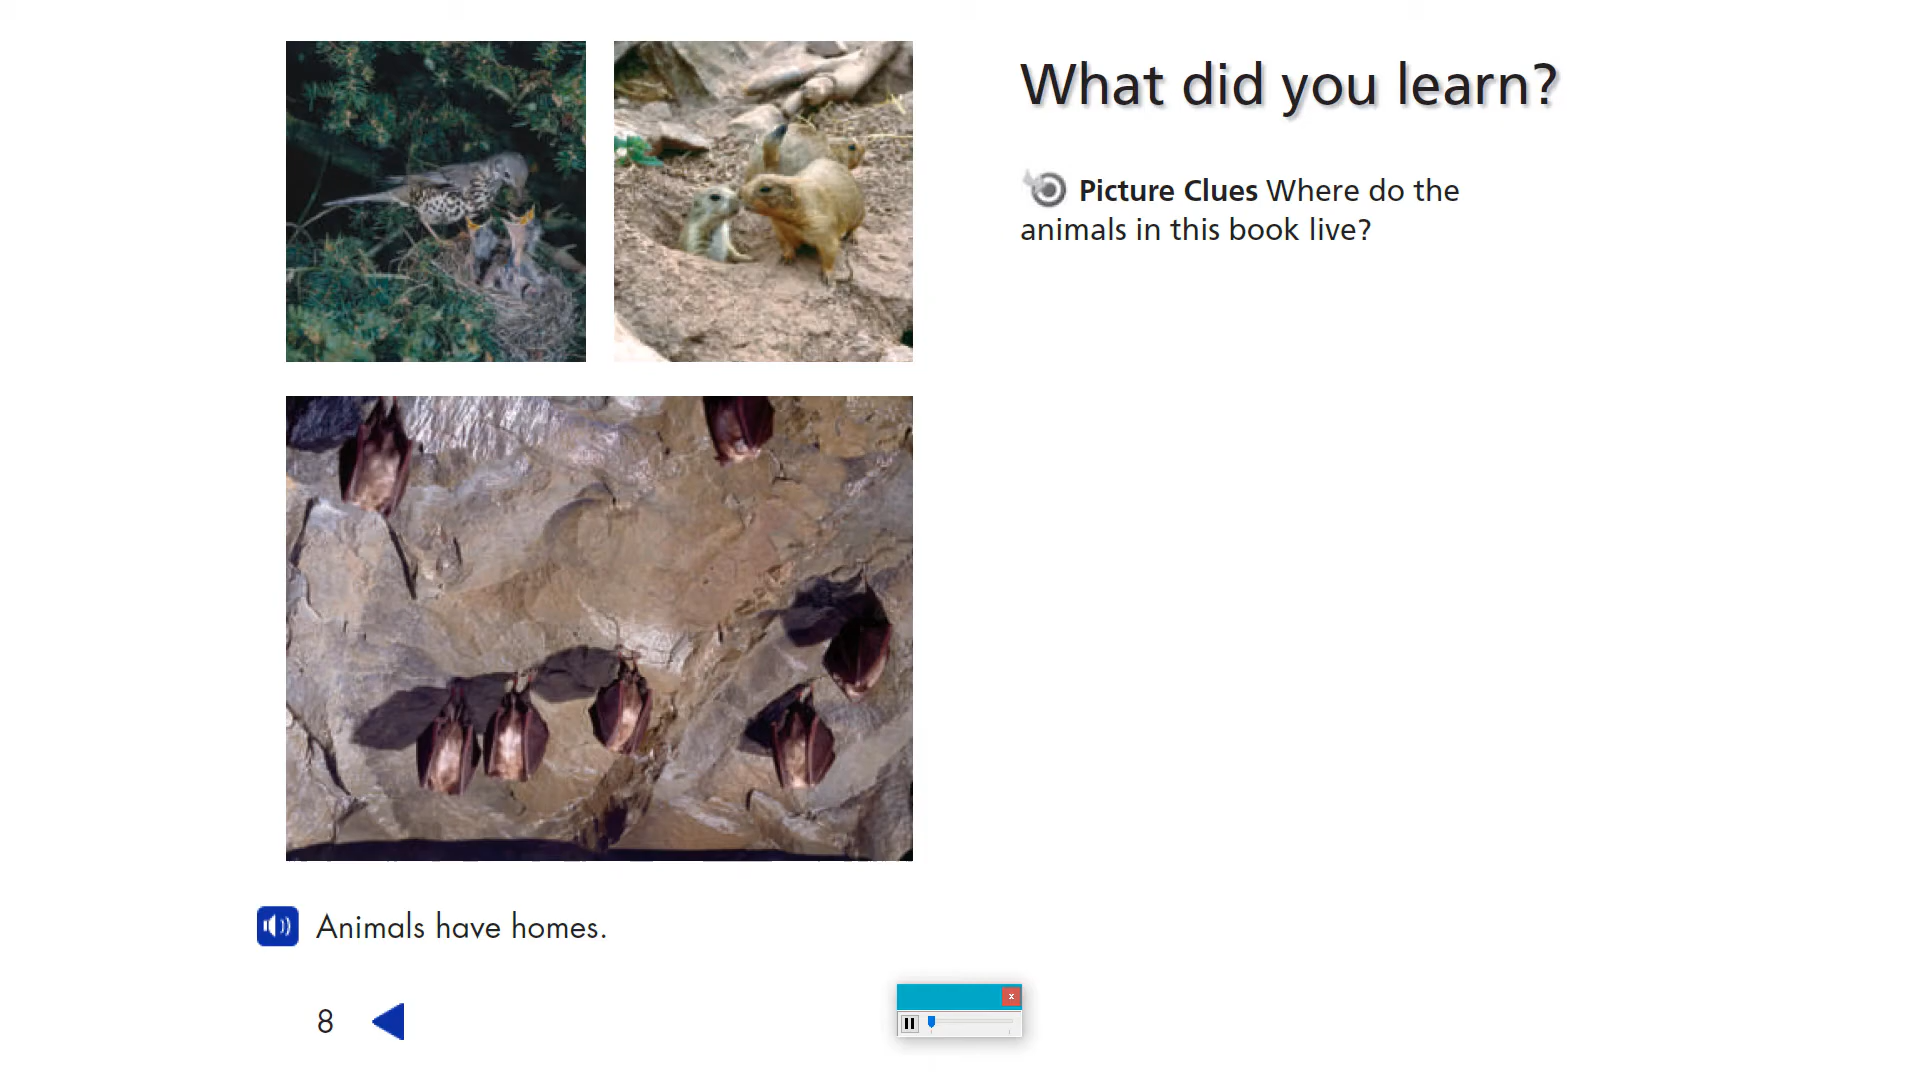 What did you learn?
Picture Clues Where do the
animals in this book live?
Animals have homes.
8